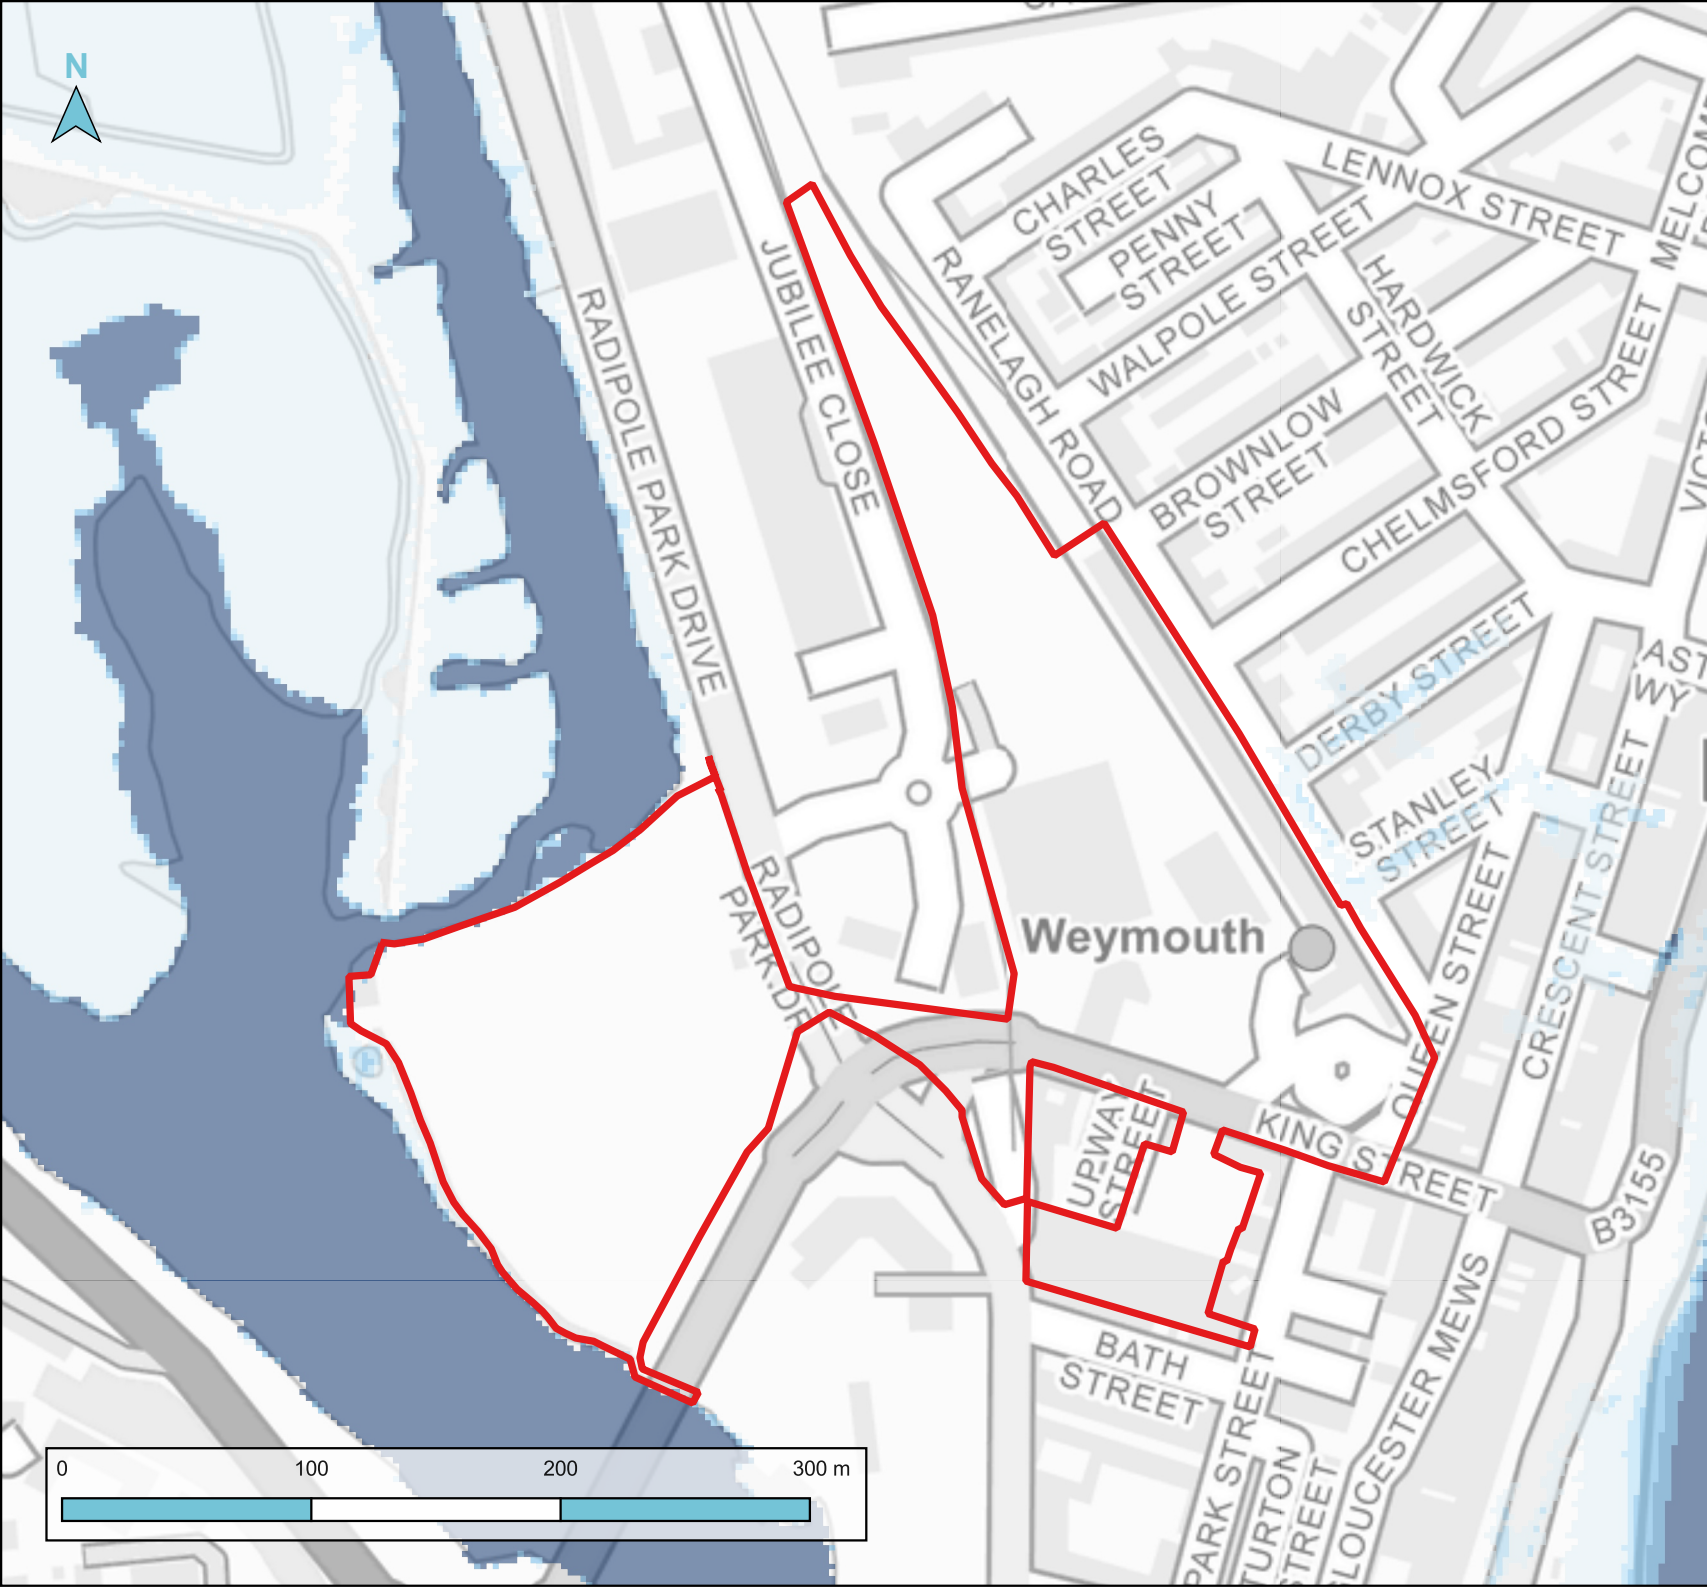 N
CHARLES
STREET
PENNY
STREET
LENNOX STREET
WALPOLE STREET
HARDWICK
STREET
RANELAGH ROAD
JUBILEE CLOSE
RADIPOLE PARK DRIVE
BROWNLOW
STREET
CHELMSFORD STREET
DERBY STREET
STANLEY
STREET
WY
CRESCENT STREET
QUEEN STREET
Weymouth
RADIPOLE
PARK DR
UPWAY
STREET
KING STREET
B3155
BATH
STREET
PARK STREET
TURTON
STREET
GLOUCESTER MEWS
0
100
200
300 m